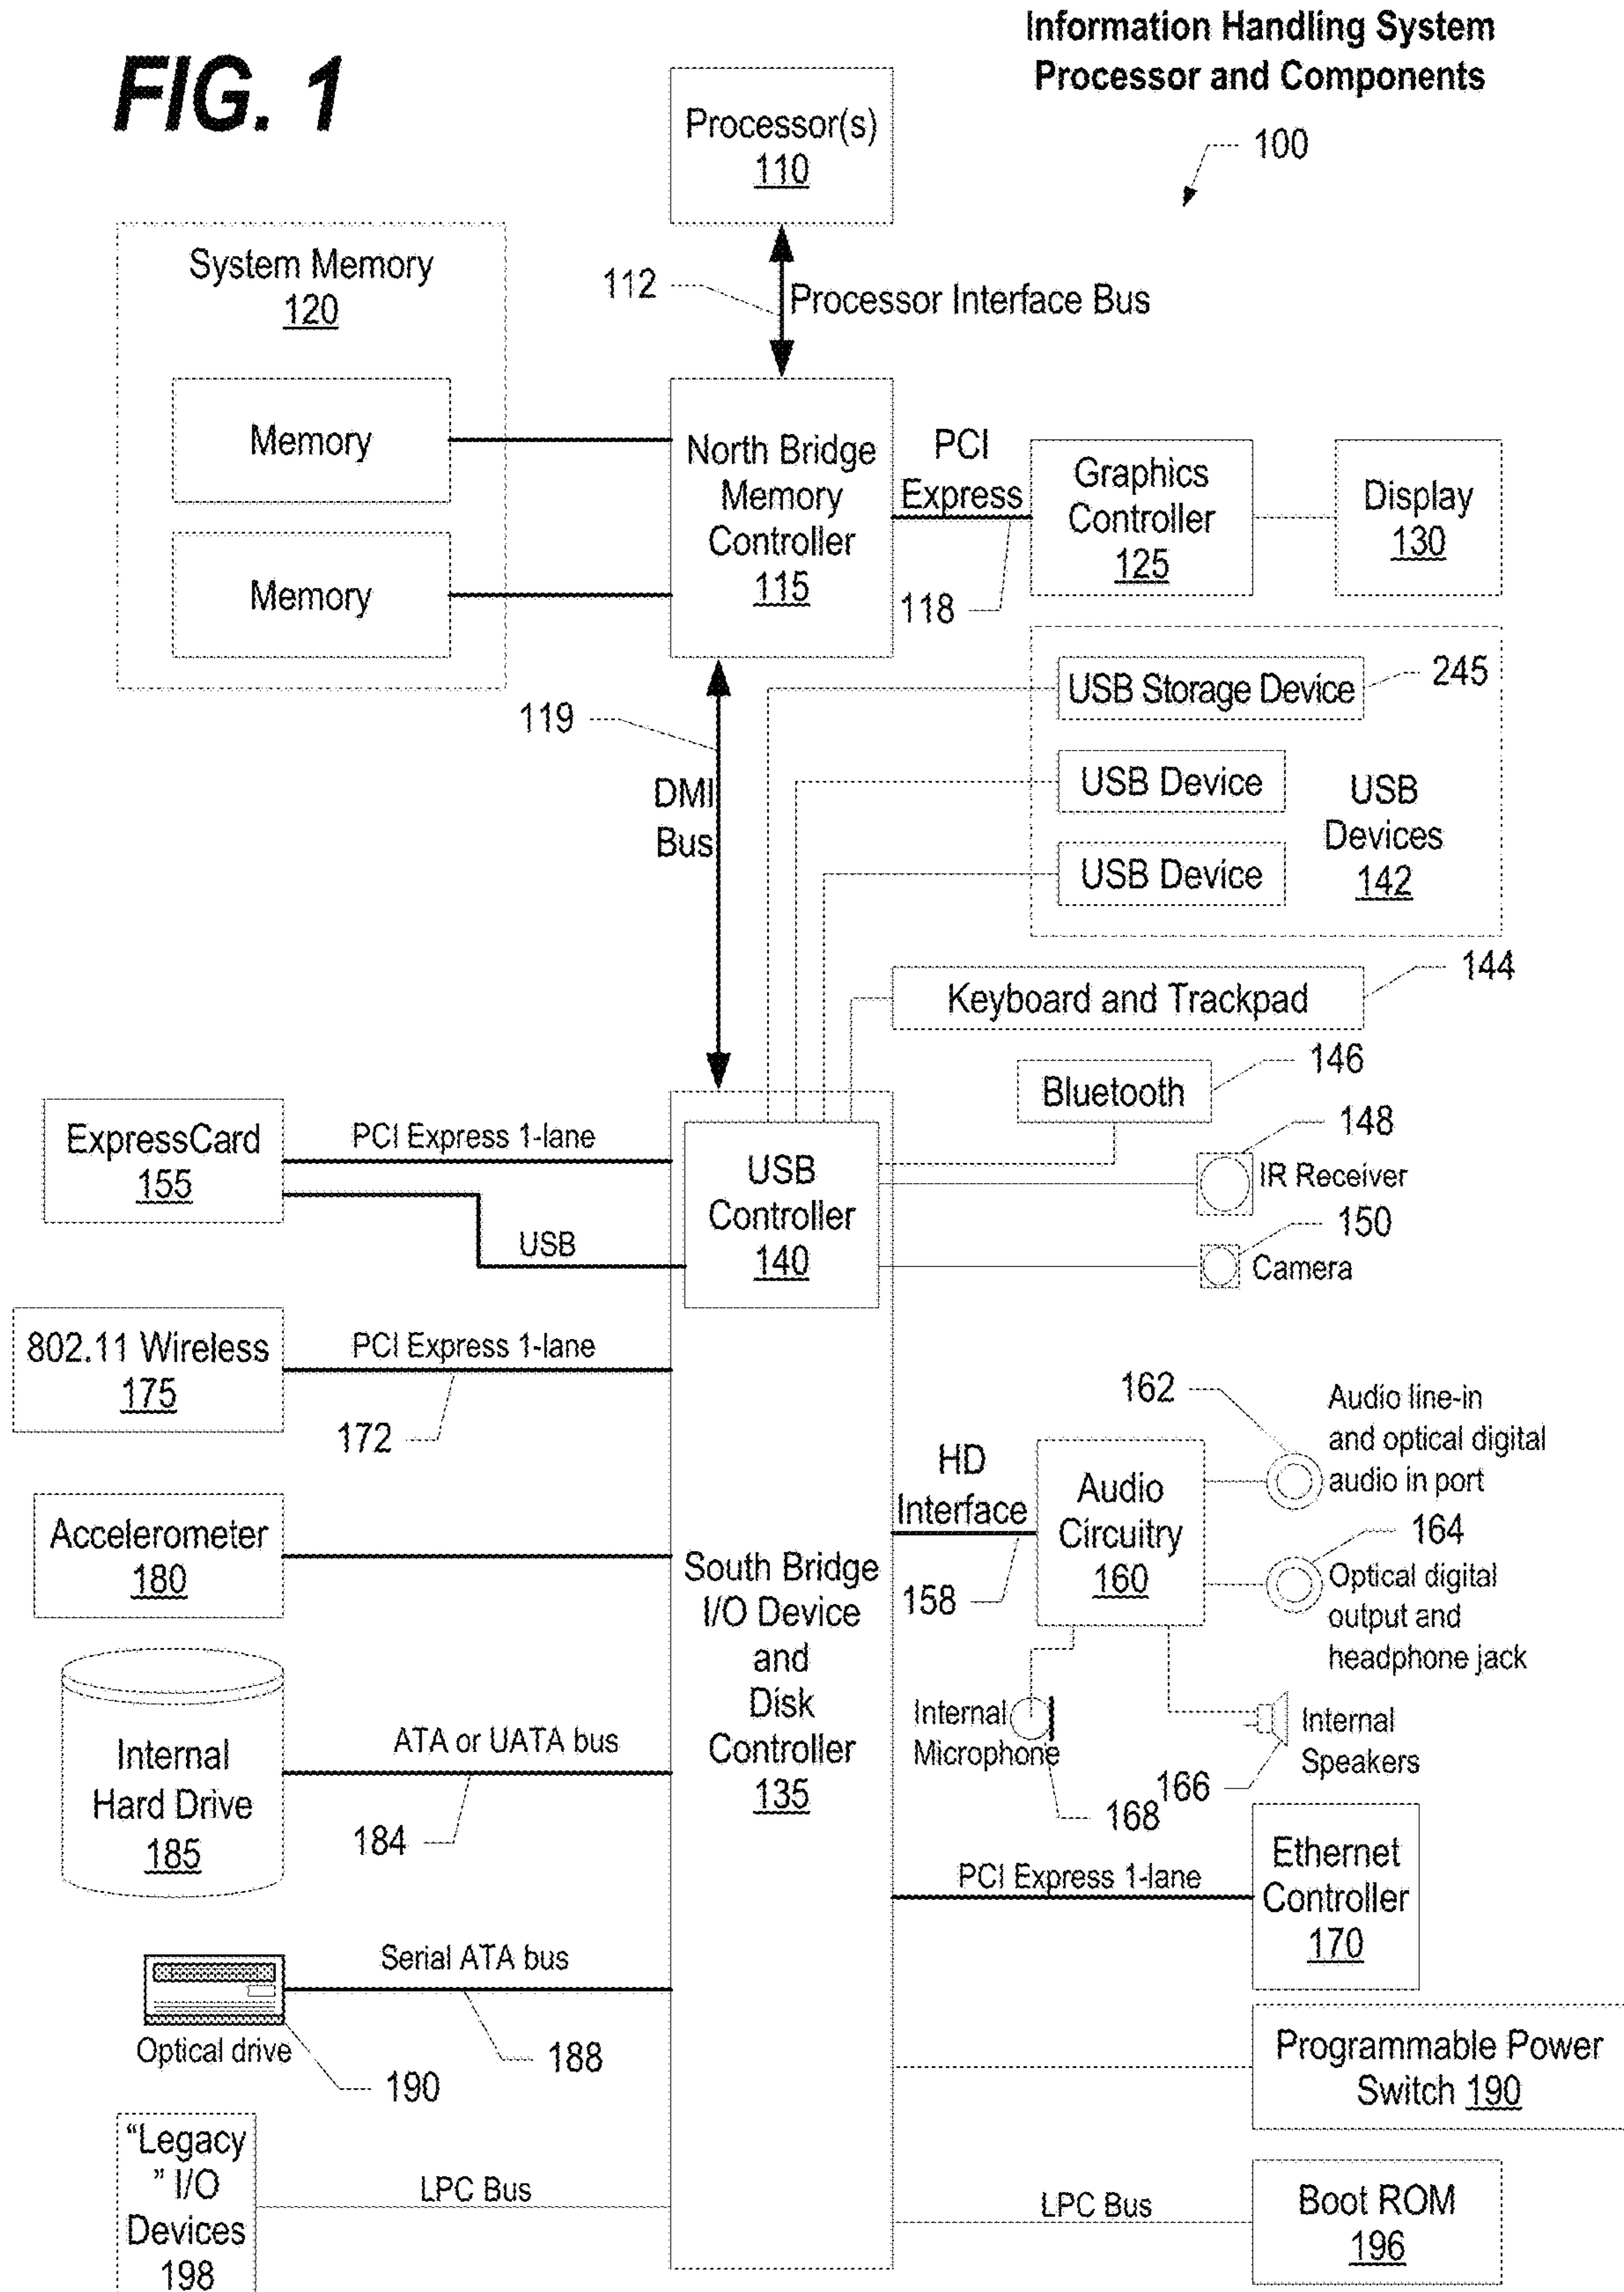 FIG. 1
Information Handling System
Processor and Components
100
Processor(s)
110
System Memory
120
112
Processor Interface Bus
Memory
Memory
North Bridge
Memory
Controller
115
PCI
Express
118
Graphics
Controller
125
Display
130
119
DMI
Bus
USB Storage Device
245
USB Device
USB Device
USB
Devices
142
Keyboard and Trackpad
144
Bluetooth
146
148
IR Receiver
150
Camera
ExpressCard
155
PCI Express 1-lane
USB
USB
Controller
140
802.11 Wireless
175
PCI Express 1-lane
172
162
Audio line-in
and optical digital
audio in port
HD
Interface
158
Audio
Circuitry
160
164
Optical digital
output and
headphone jack
Accelerometer
180
South Bridge
I/O Device
and
Disk
Controller
135
Internal
Microphone
168
166
Internal
Speakers
Internal
Hard Drive
185
ATA or UATA bus
184
PCI Express 1-lane
Ethernet
Controller
170
Serial ATA bus
188
Optical drive
190
Programmable Power
Switch 190
“Legacy
” I/O
Devices
198
LPC Bus
LPC Bus
Boot ROM
196